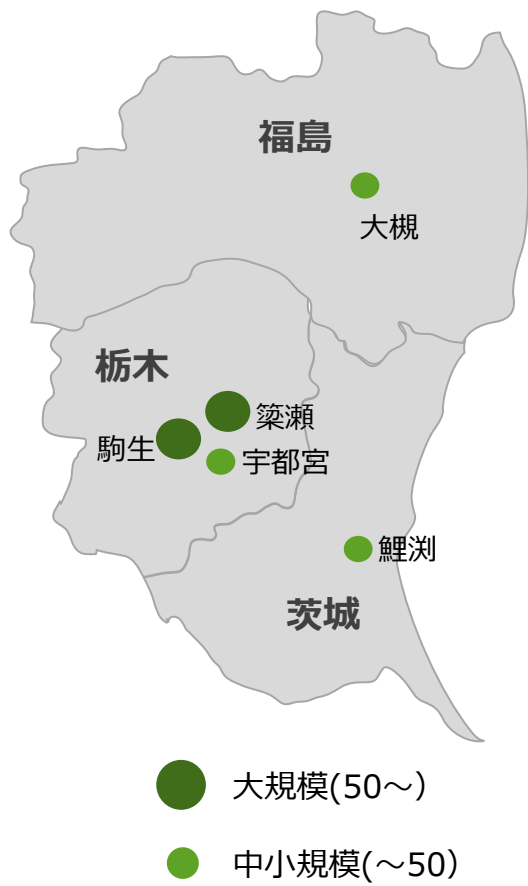 福島
大槻
栃木
簗瀬
駒生
宇都宮
鯉渕
茨城
大規模(50~)
中小規模(~50)